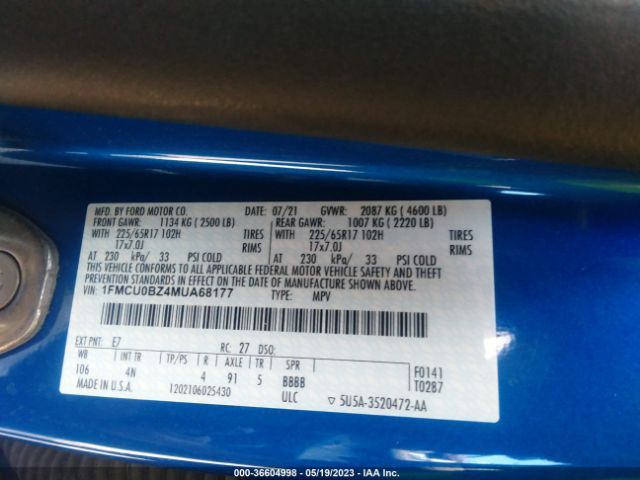 MFD. BY FORD MOTOR CO. DATE: 07/21 GVWR: 2087 KG ( 4600 LB)
FRONT GAWR: 1134 KG ( 2500 LB) REAR GAWR: 1007 KG ( 2220 LB)
WITH 225/65R17 102H TIRES WITH 225/65R17 102H TIRES
17x7.0J RIMS 17x7.0J RIMS
AT 230 kPa/ 33 PSI COLD AT 230 kPa/ 33 PSI COLD
THIS VEHICLE CONFORMS TO ALL APPLICABLE FEDERAL MOTOR VEHICLE SAFETY AND THEFT
PREVENTION STANDARDS IN EFFECT ON THE DATE OF MANUFACTURE SHOWN ABOVE.
VIN: 1FMCU0BZ4MUA68177 TYPE: MPV
EXT PNT: E7 RC: 27 DSO:
WB INT TR TP/PS R AXLE TR SPR F0141
106 4N 4 91 5 BBBB T0287
MADE IN U.S.A. 1202106025430 ULC ▽ 5U5A-3520472-AA
000-36604998 - 05/19/2023 - IAA Inc.